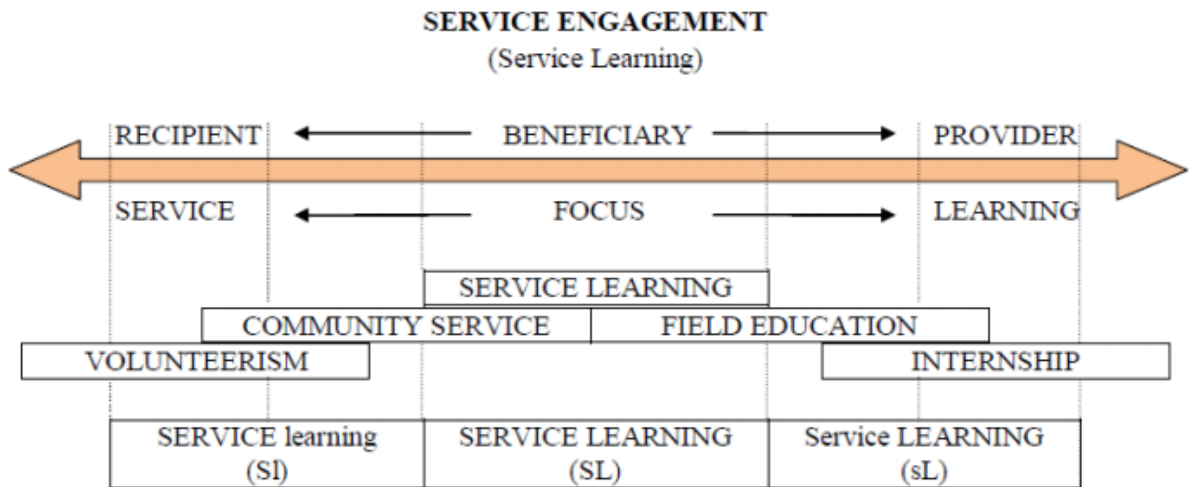 SERVICE ENGAGEMENT
(Service Learning)
RECIPIENT BENEFICIARY PROVIDER
SERVICE FOCUS LEARNING
SERVICE LEARNING
COMMUNITY SERVICE FIELD EDUCATION
VOLUNTEERISM INTERNSHIP
SERVICE learning SERVICE LEARNING Service LEARNING
(Sl) (SL) (sL)